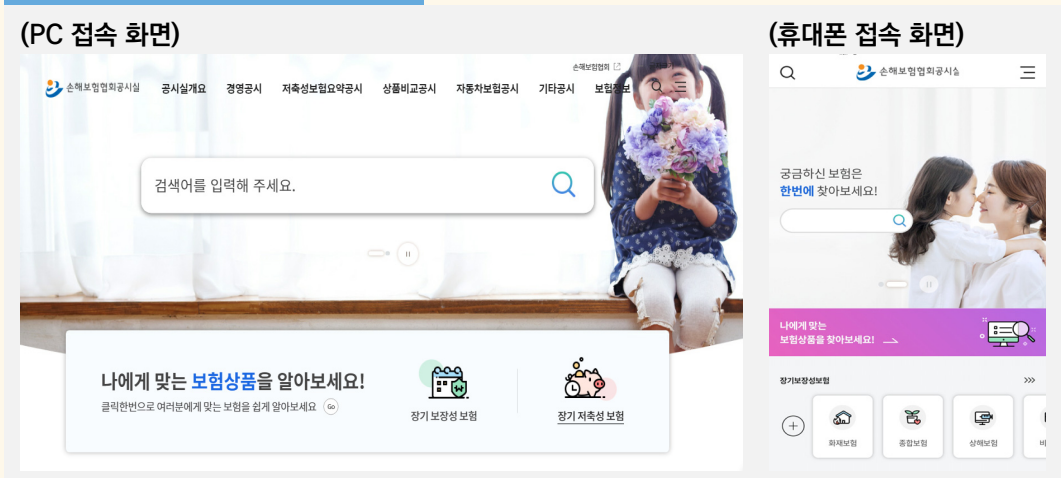 (PC 접속 화면)
손해보험협회
손해보험협회공시실 공시실개요 경영공시 저축성보험요약공시 상품비교공시 자동차보험공시 기타공시 보험정보
검색어를 입력해 주세요.
나에게 맞는 보험상품을 알아보세요!
클릭한번으로 여러분에게 맞는 보험을 쉽게 알아보세요 Go
장기 보장성 보험
장기 저축성 보험
(휴대폰 접속 화면)
손해보험협회공시실
궁금하신 보험은
한번에 찾아보세요!
나에게 맞는
보험상품을 찾아보세요!
장기보장성보험
화재보험
종합보험
상해보험